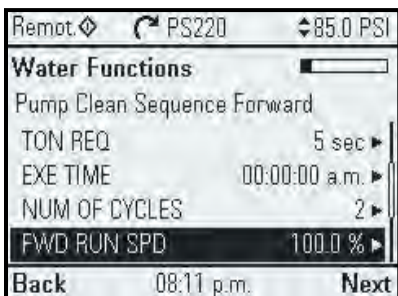 Remot. PS220 85.0 PSI
Water Functions
Pump Clean Sequence Forward
TON REQ 5 sec
EXE TIME 00:00:00 a.m.
NUM OF CYCLES 2
FWD RUN SPD 100.0 %
Back 08:11 p.m. Next